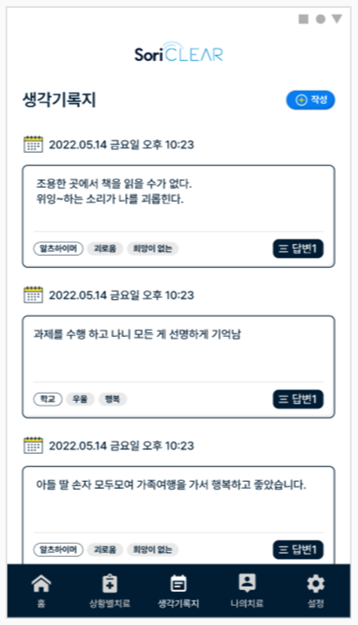 SoriCLEAR
생각기록지
작성
2022.05.14 금요일 오후 10:23
조용한 곳에서 책을 읽을 수가 없다.
위잉~하는 소리가 나를 괴롭힌다.
알츠하이머 괴로움 희망이 없는 답변1
2022.05.14 금요일 오후 10:23
과제를 수행 하고 나니 모든 게 선명하게 기억남
학교 우울 행복 답변1
2022.05.14 금요일 오후 10:23
아들 딸 손자 모두모여 가족여행을 가서 행복하고 좋았습니다.
알츠하이머 괴로움 희망이 없는 답변1
홈 상황별치료 생각기록지 나의치료 설정